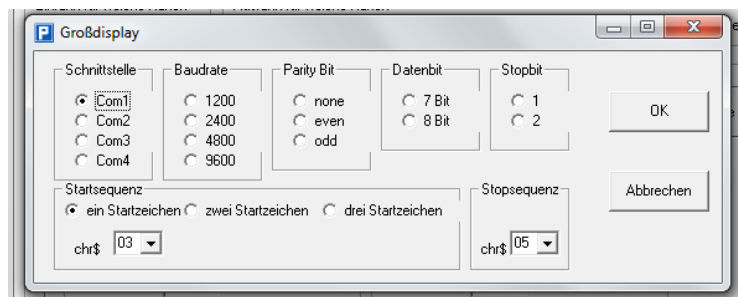 Großdisplay
Schnittstelle Baudrate Parity Bit Datenbit Stopbit
Com1 1200 none 7 Bit 1
Com2 2400 even 8 Bit 2
Com3 4800 odd
Com4 9600
OK
Startsequenz Stopsequenz
Abbrechen
ein Startzeichen zwei Startzeichen drei Startzeichen
chr$ 03 chr$ 05